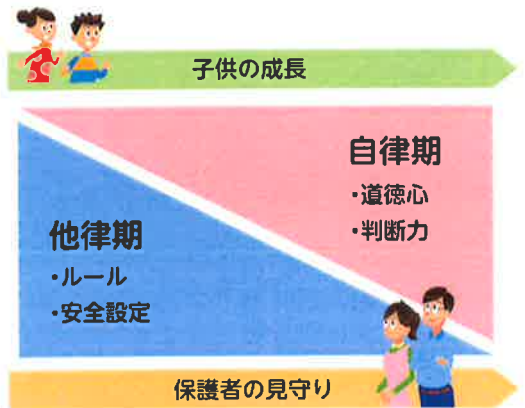 子供の成長
自律期
・道徳心
・判断力
他律期
・ルール
・安全設定
保護者の見守り